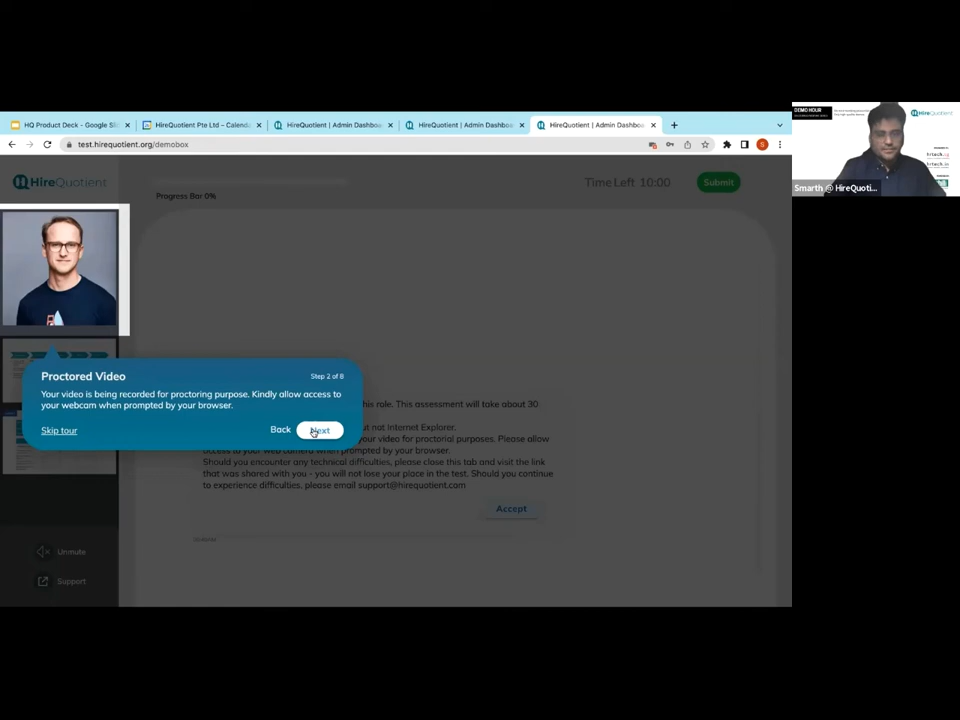 HQ Product Deck - Google Sli
HireQuotient Pte Ltd – Calenda
HireQuotient | Admin Dashboa
HireQuotient | Admin Dashboa
HireQuotient | Admin Dashboa
test.hirequotient.org/demobox
S
HireQuotient
Time Left 10:00
Submit
Progress Bar 0%
Proctored Video
Step 2 of 8
Your video is being recorded for proctoring purpose. Kindly allow access to
your webcam when prompted by your browser.
Skip tour
Back
Next
his role. This assessment will take about 30
but not Internet Explorer.
your video for proctorial purposes. Please allow
access to your web camera when prompted by your browser.
Should you encounter any technical difficulties, please close this tab and visit the link
that was shared with you - you will not lose your place in the test. Should you continue
to experience difficulties, please email support@hirequotient.com
Accept
Unmute
Support
DEMO HOUR
HireQuotient
Smarth @ HireQuoti...